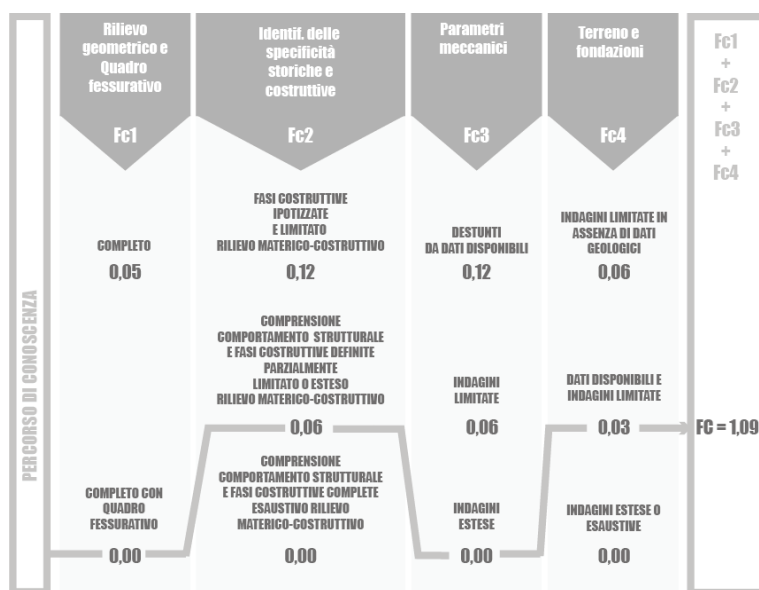 Rilievo
geometrico e
Quadro
fessurativo
Fc1
Identif. delle
specificità
storiche e
costruttive
Fc2
Parametri
meccanici
Fc3
Terreno e
fondazioni
Fc4
Fc1
+
Fc2
+
Fc3
+
Fc4
PERCORSO DI CONOSCENZA
COMPLETO
0,05
FASI COSTRUTTIVE
IPOTIZZATE
E LIMITATO
RILIEVO MATERICO-COSTRUTTIVO
0,12
DESTUNTI
DA DATI DISPONIBILI
0,12
INDAGINI LIMITATE IN
ASSENZA DI DATI
GEOLOGICI
0,06
COMPRENSIONE
COMPORTAMENTO STRUTTURALE
E FASI COSTRUTTIVE DEFINITE
PARZIALMENTE
LIMITATO O ESTESO
RILIEVO MATERICO-COSTRUTTIVO
0,06
INDAGINI
LIMITATE
0,06
DATI DISPONIBILI E
INDAGINI LIMITATE
0,03
FC = 1,09
COMPLETO CON
QUADRO
FESSURATIVO
0,00
COMPRENSIONE
COMPORTAMENTO STRUTTURALE
E FASI COSTRUTTIVE COMPLETE
ESAUSTIVO RILIEVO
MATERICO-COSTRUTTIVO
0,00
INDAGINI
ESTESE
0,00
INDAGINI ESTESE O
ESAUSTIVE
0,00